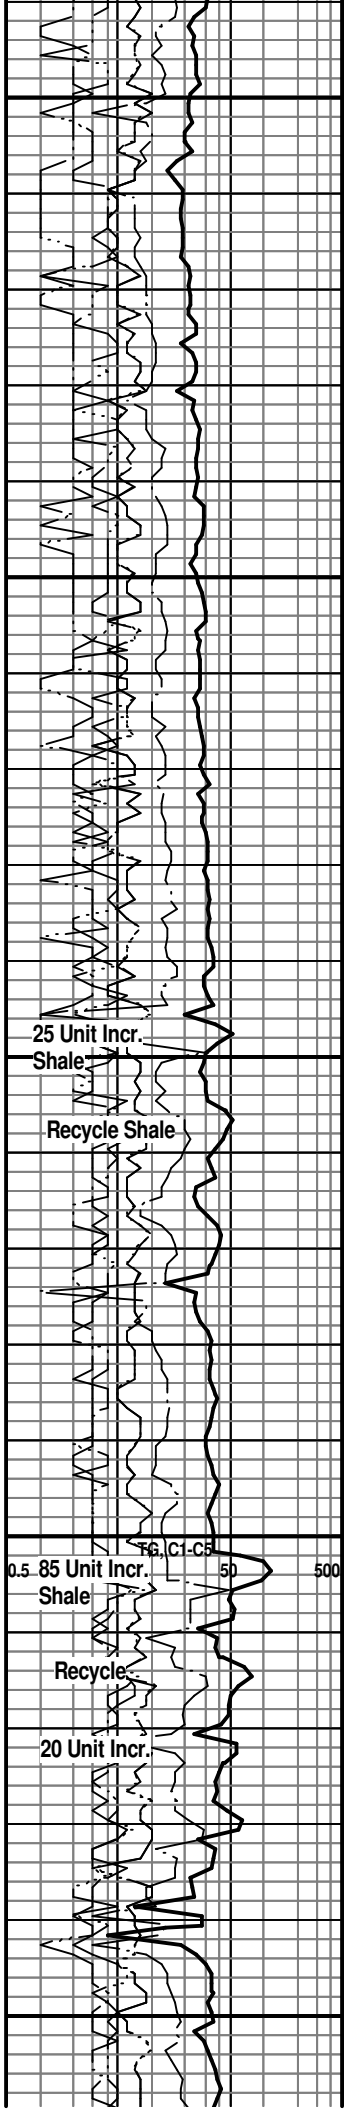 25 Unit Incr.
Shale
Recycle Shale
TG, C1-C5
0.5 85 Unit Incr. 50 500
Shale
Recycle
20 Unit Incr.